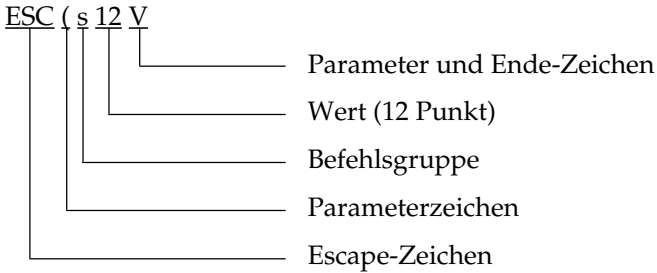 ESC ( s 12 V
Parameter und Ende-Zeichen
Wert (12 Punkt)
Befehlsgruppe
Parameterzeichen
Escape-Zeichen